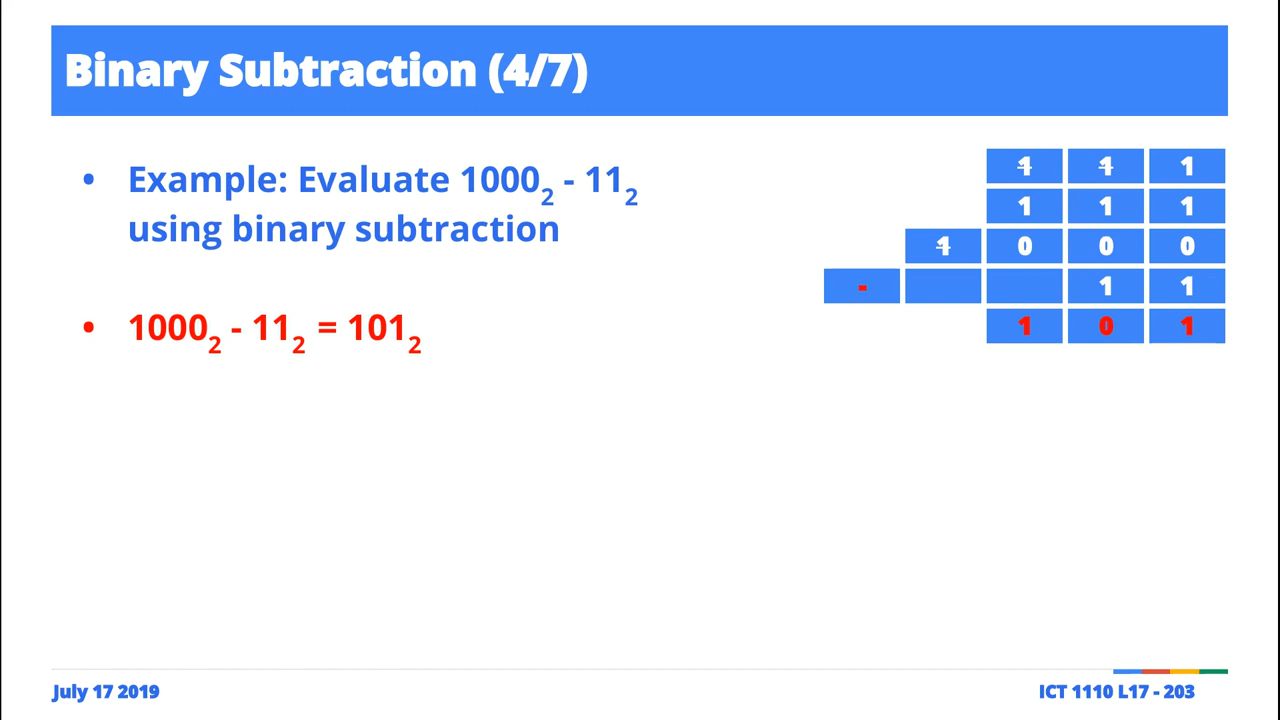 Binary Subtraction (4/7)
• Example: Evaluate 1000₂ - 11₂
using binary subtraction
• 1000₂ - 11₂ = 101₂
1 1 1
1 1 1
1 0 0 0
- 1 1
1 0 1
July 17 2019
ICT 1110 L17 - 203